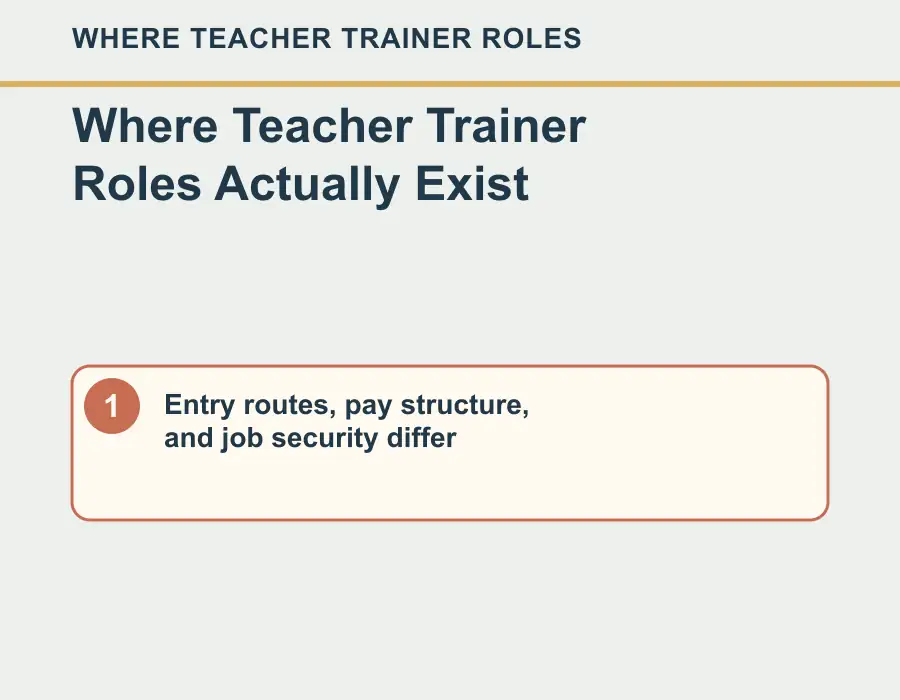 WHERE TEACHER TRAINER ROLES
Where Teacher Trainer
Roles Actually Exist
1
Entry routes, pay structure,
and job security differ